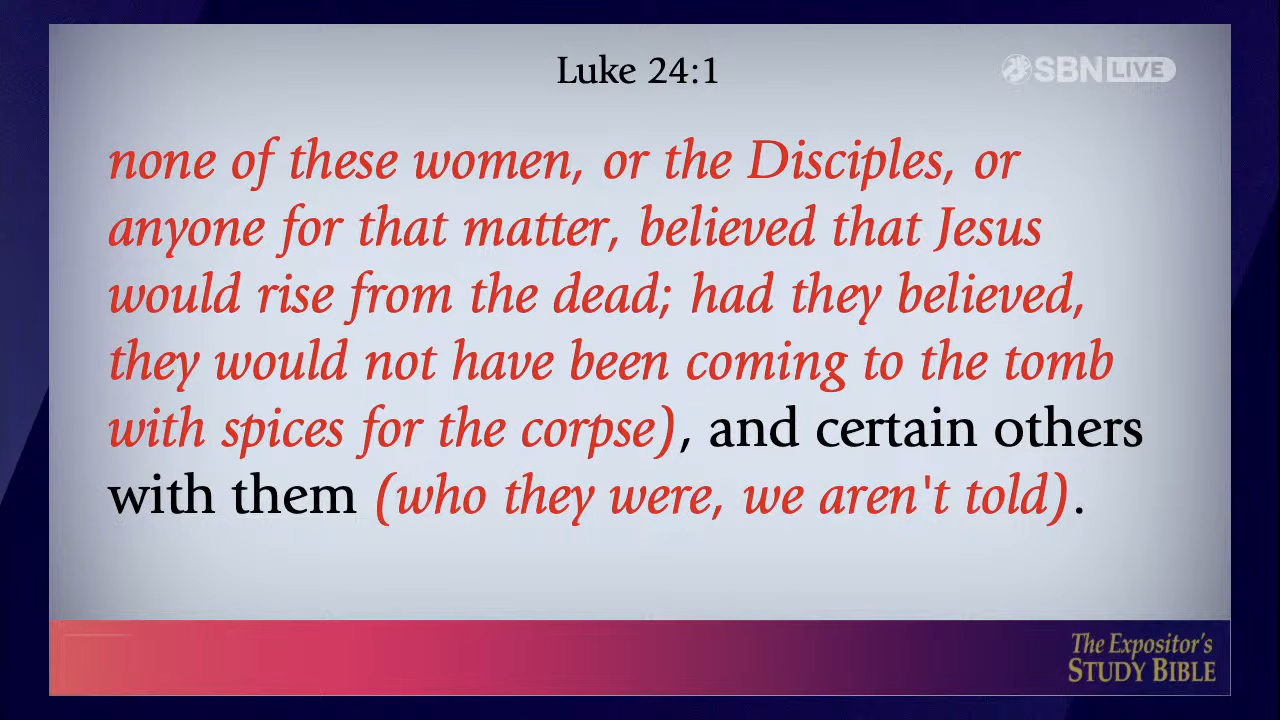 Luke 24:1
SBN LIVE
none of these women, or the Disciples, or
anyone for that matter, believed that Jesus
would rise from the dead; had they believed,
they would not have been coming to the tomb
with spices for the corpse), and certain others
with them (who they were, we aren't told).
The Expositor's
STUDY BIBLE